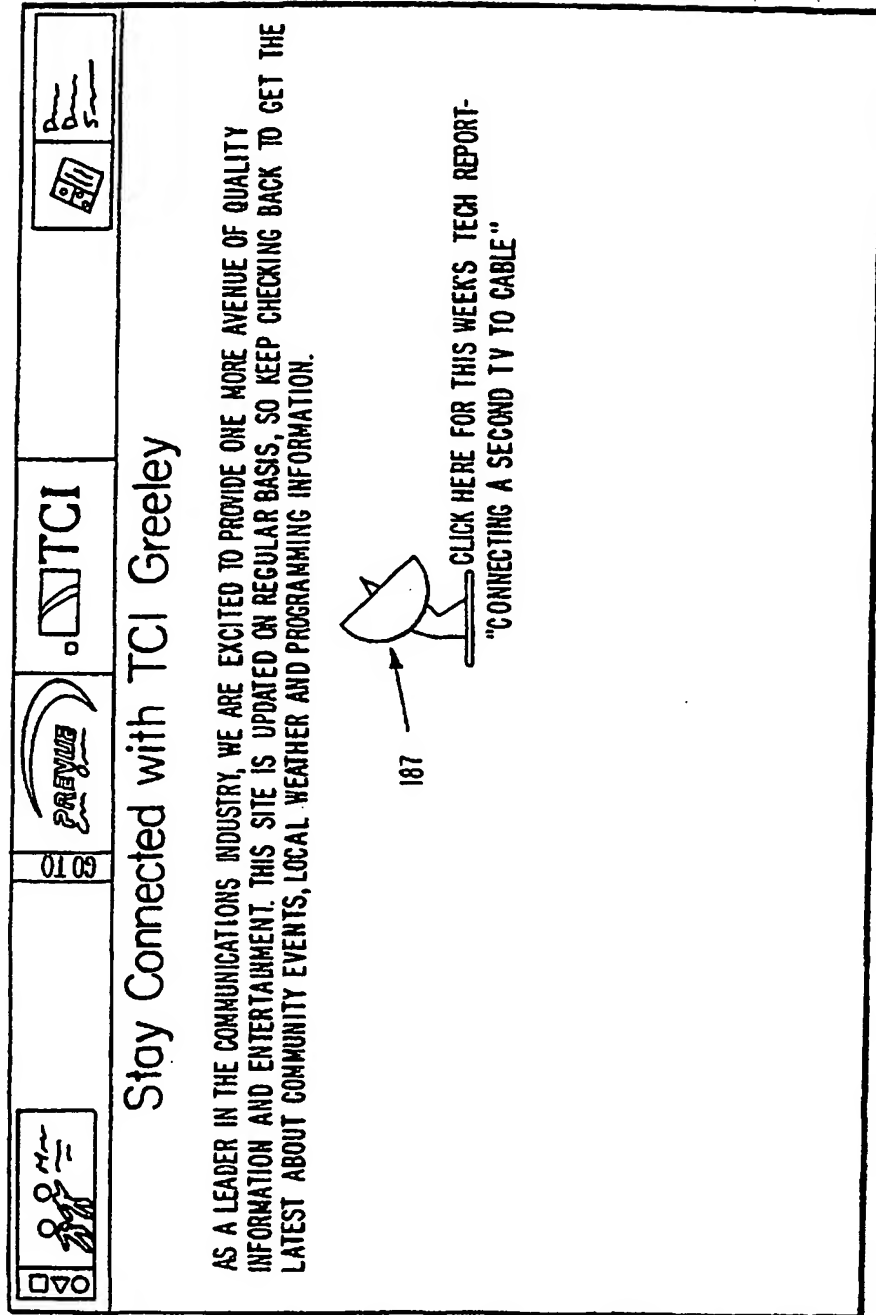 GO TO
PREVUE
TCI
Stay Connected with TCI Greeley
AS A LEADER IN THE COMMUNICATIONS INDUSTRY, WE ARE EXCITED TO PROVIDE ONE MORE AVENUE OF QUALITY
INFORMATION AND ENTERTAINMENT. THIS SITE IS UPDATED ON REGULAR BASIS, SO KEEP CHECKING BACK TO GET THE
LATEST ABOUT COMMUNITY EVENTS, LOCAL WEATHER AND PROGRAMMING INFORMATION.
187
CLICK HERE FOR THIS WEEK'S TECH REPORT-
"CONNECTING A SECOND TV TO CABLE"